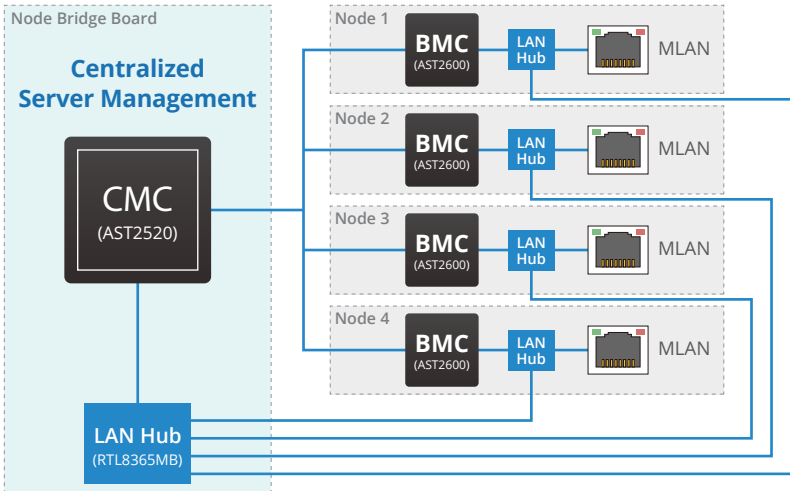 Node Bridge Board
Centralized
Server Management
CMC
(AST2520)
LAN Hub
(RTL8365MB)
Node 1
BMC
(AST2600)
LAN
Hub
MLAN
Node 2
BMC
(AST2600)
LAN
Hub
MLAN
Node 3
BMC
(AST2600)
LAN
Hub
MLAN
Node 4
BMC
(AST2600)
LAN
Hub
MLAN